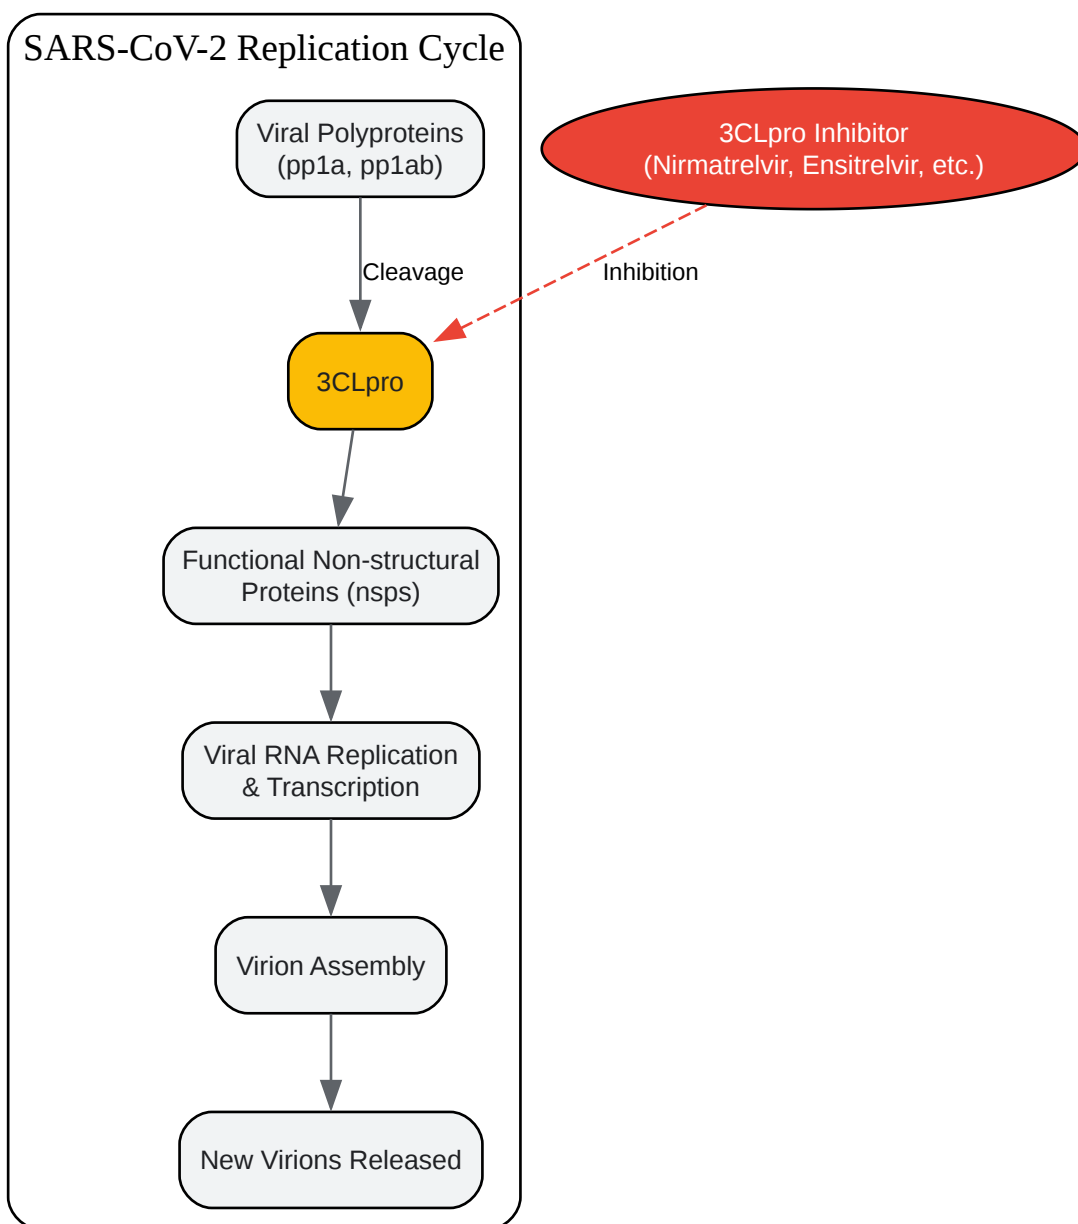 SARS-CoV-2 Replication Cycle
Viral Polyproteins
(pp1a, pp1ab)
3CLpro Inhibitor
(Nirmatrelvir, Ensitrelvir, etc.)
Cleavage
Inhibition
3CLpro
Functional Non-structural
Proteins (nsps)
Viral RNA Replication
& Transcription
Virion Assembly
New Virions Released